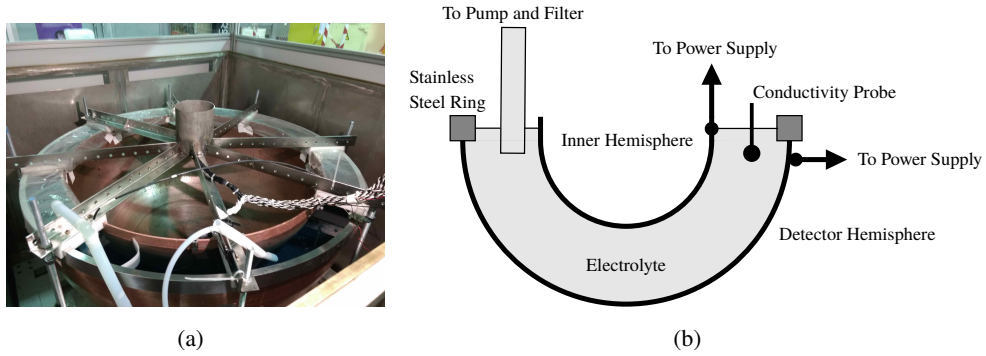 To Pump and Filter
To Power Supply
Stainless
Steel Ring
Conductivity Probe
Inner Hemisphere
To Power Supply
Detector Hemisphere
Electrolyte
(a)
(b)